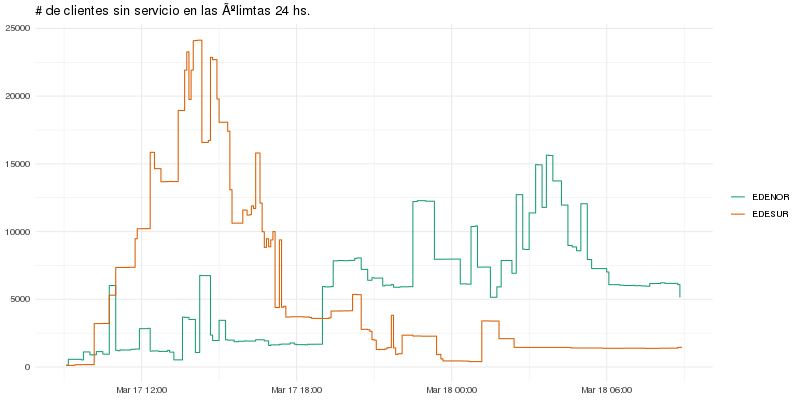 # de clientes sin servicio en las Ãºlimtas 24 hs.
25000
20000
15000
10000
5000
0
Mar 17 12:00
Mar 17 18:00
Mar 18 00:00
Mar 18 06:00
EDENOR
EDESUR